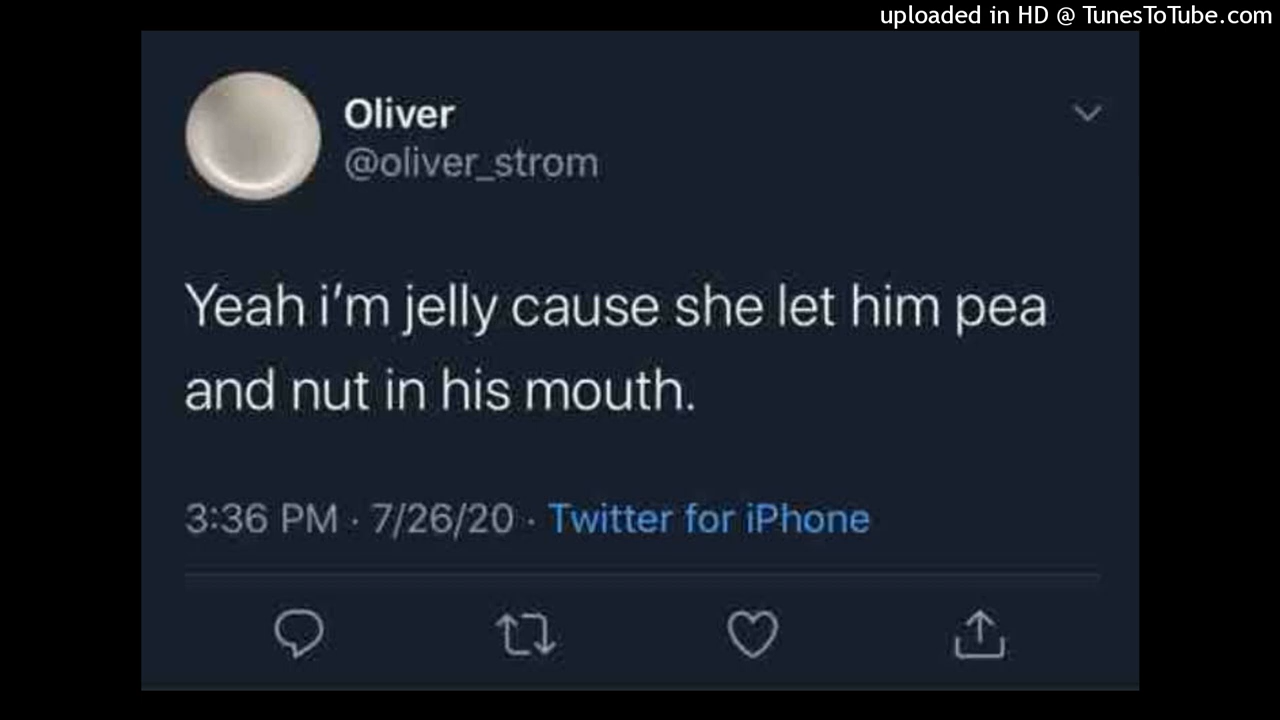 uploaded in HD @ TunesToTube.com
Oliver
@oliver_strom
Yeah i'm jelly cause she let him pea
and nut in his mouth.
3:36 PM · 7/26/20 · Twitter for iPhone